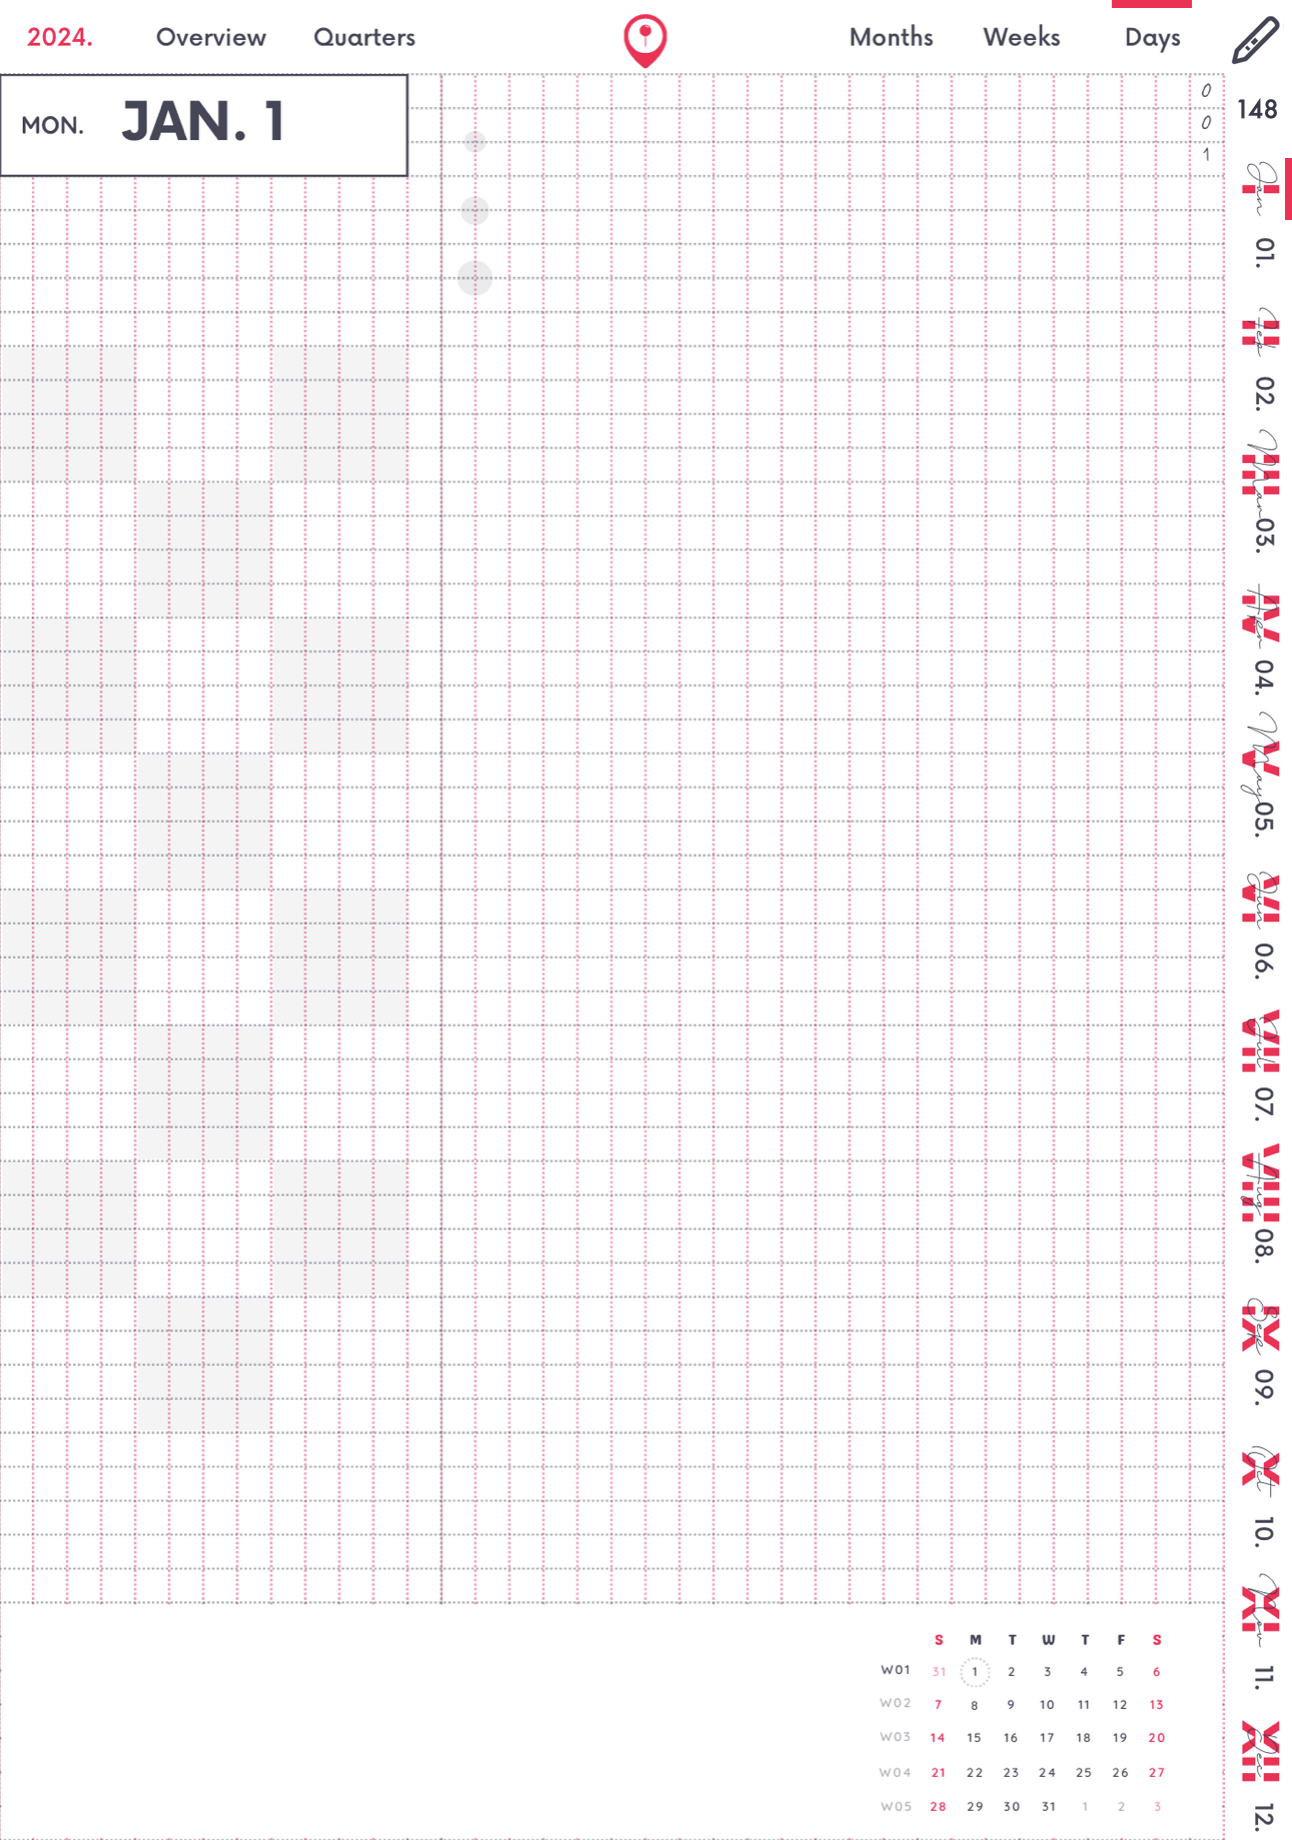 2024. Overview Quarters Months Weeks Days
MON. JAN. 1
0
0
1
148
Jan
I
01.
Feb
II
02.
Mar
III
03.
Apr
IV
04.
May
V
05.
Jun
VI
06.
Jul
VII
07.
Aug
VIII
08.
Sep
IX
09.
Oct
X
10.
Nov
XI
11.
Dec
XII
12.
S M T W T F S
W01 31 1 2 3 4 5 6
W02 7 8 9 10 11 12 13
W03 14 15 16 17 18 19 20
W04 21 22 23 24 25 26 27
W05 28 29 30 31 1 2 3